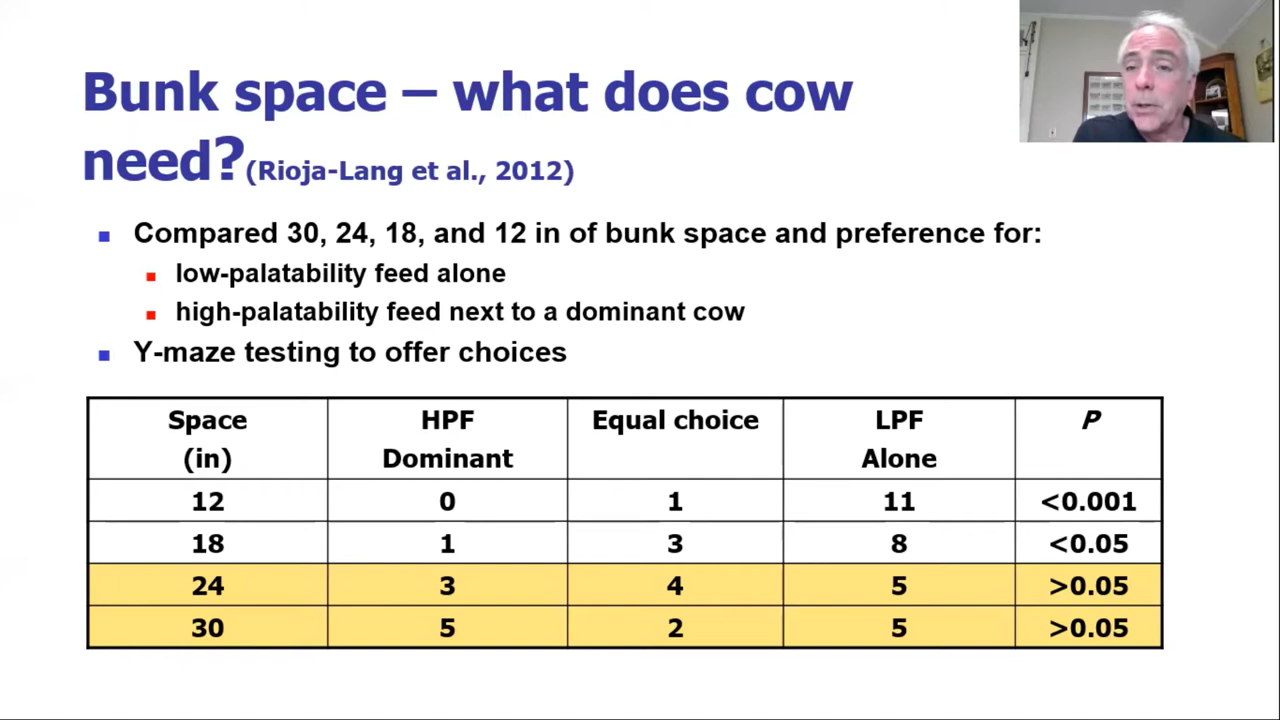 Bunk space – what does cow
need?(Rioja-Lang et al., 2012)
Compared 30, 24, 18, and 12 in of bunk space and preference for:
low-palatability feed alone
high-palatability feed next to a dominant cow
Y-maze testing to offer choices
Space (in) HPF Dominant Equal choice LPF Alone P
12 0 1 11 <0.001
18 1 3 8 <0.05
24 3 4 5 >0.05
30 5 2 5 >0.05